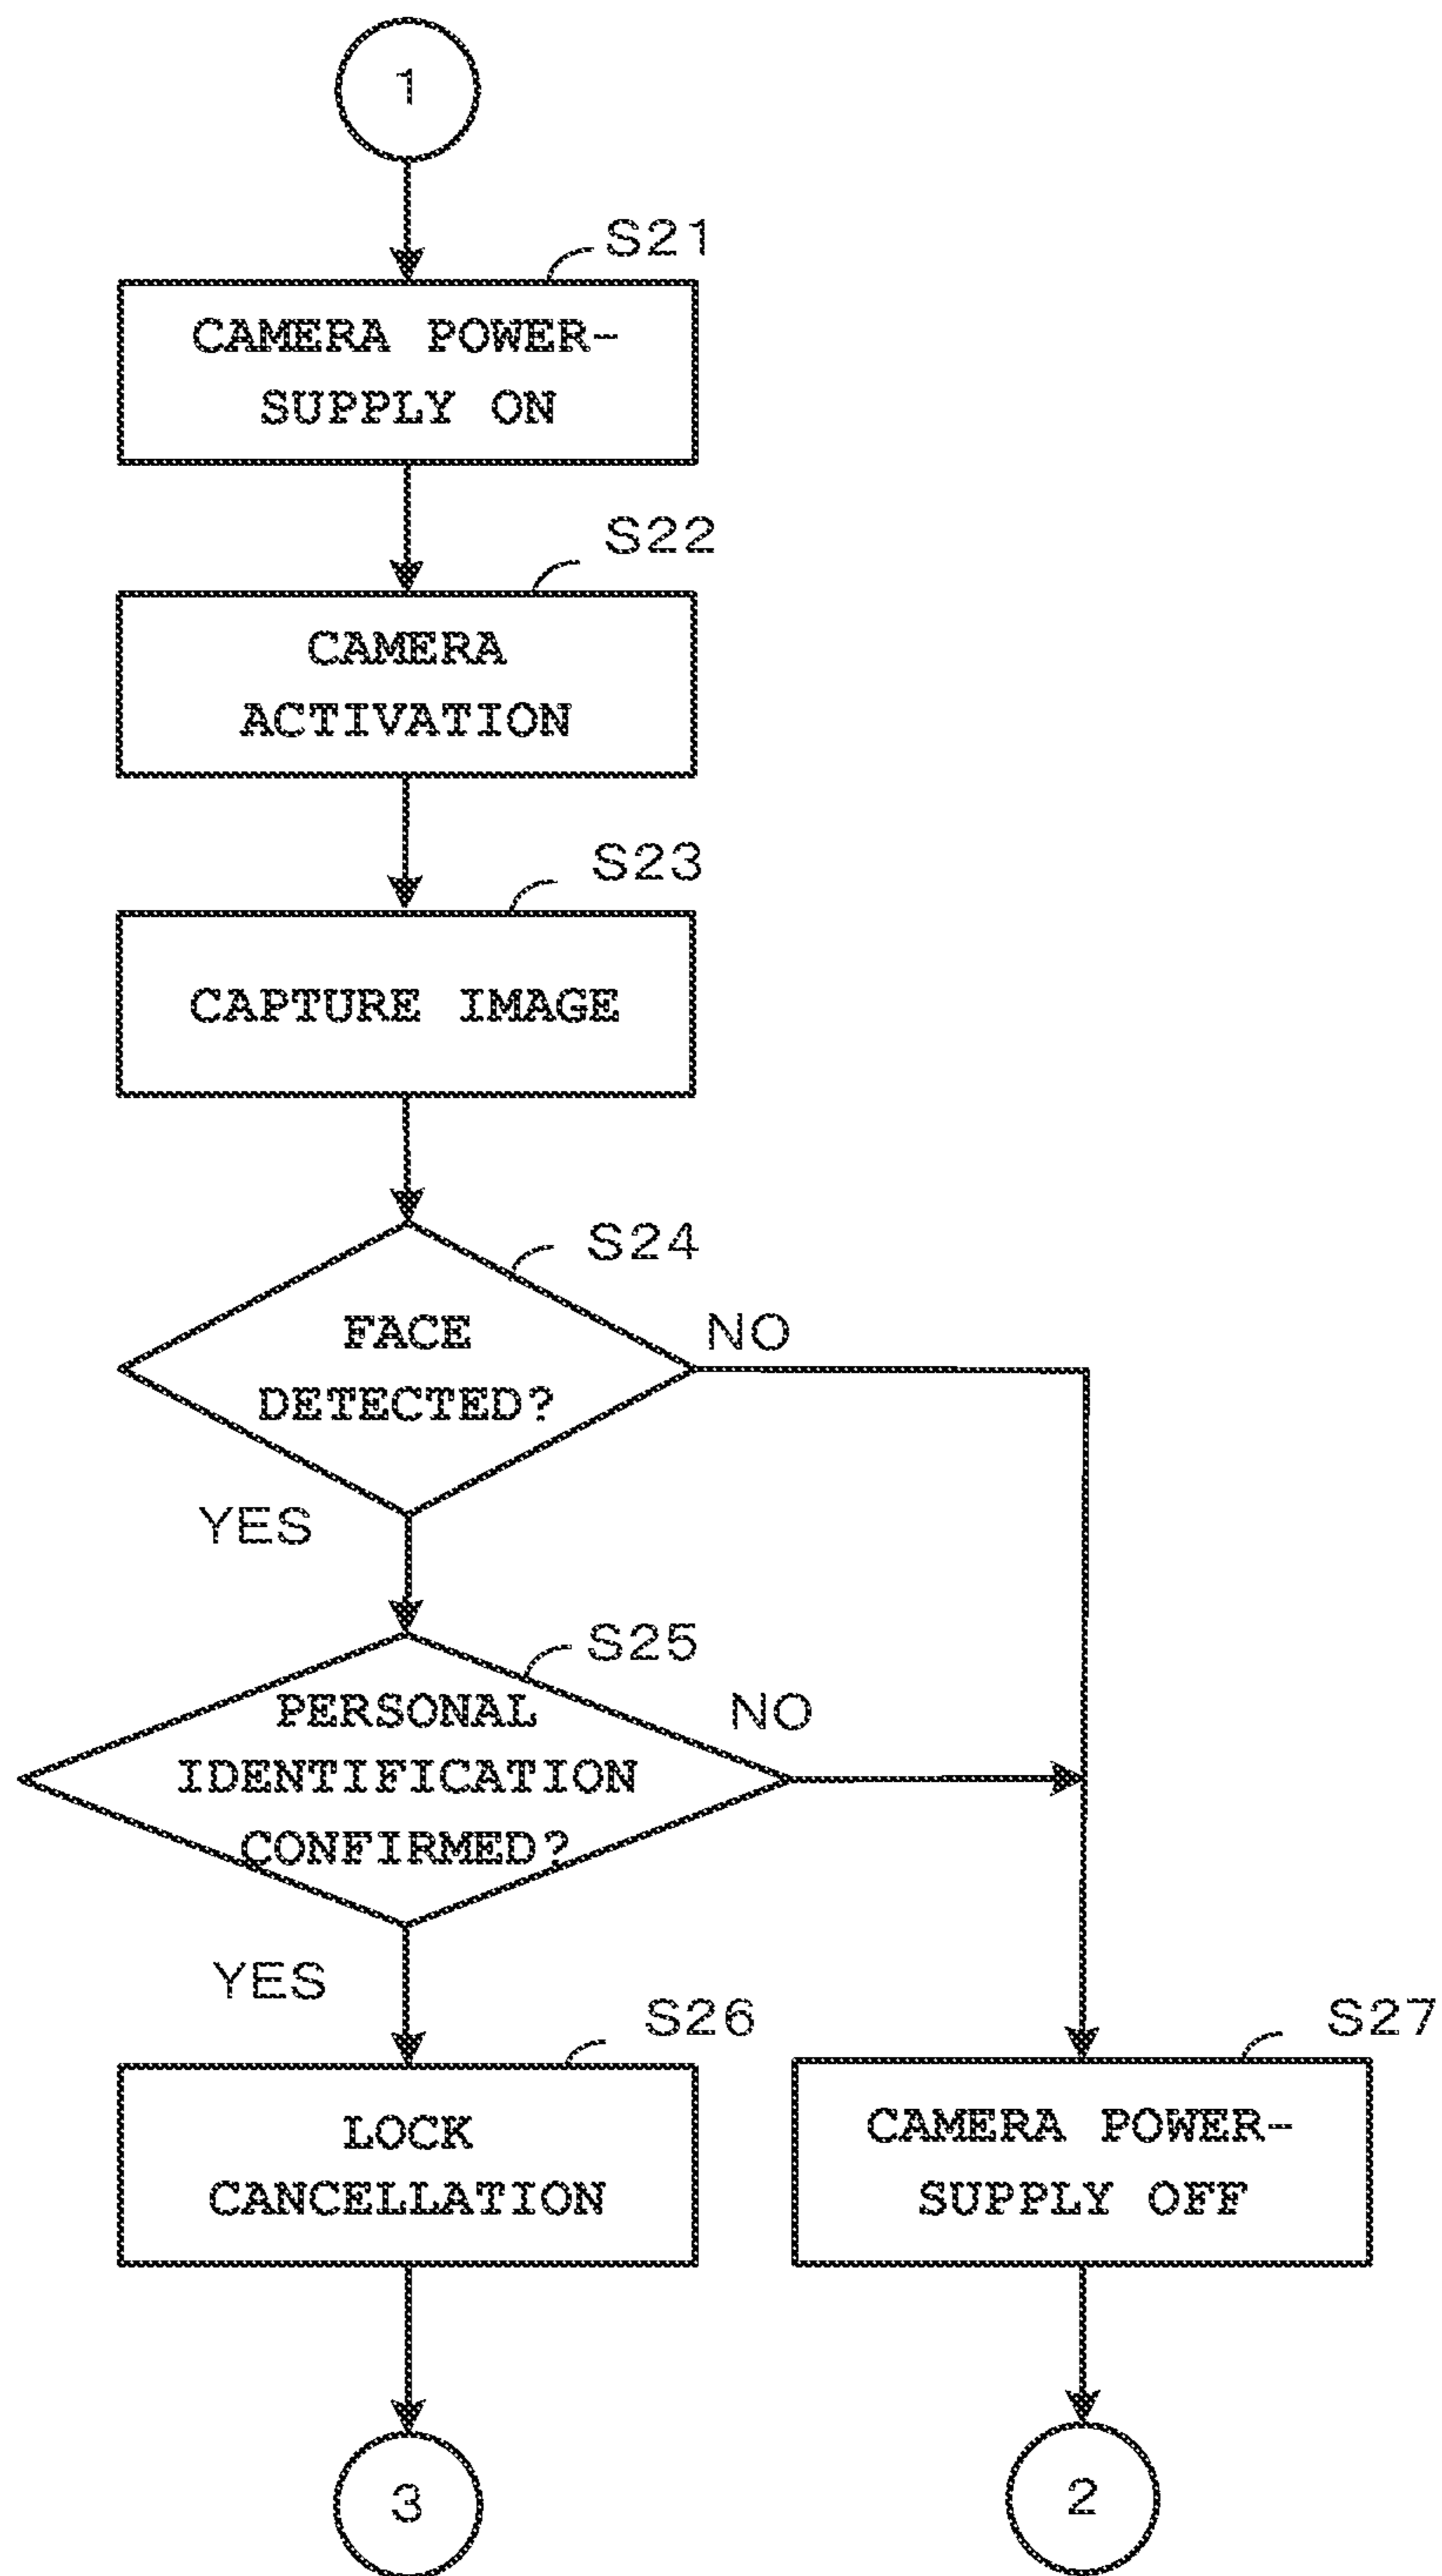 1
S21
CAMERA POWER-
SUPPLY ON
S22
CAMERA
ACTIVATION
S23
CAPTURE IMAGE
S24
FACE
DETECTED?
NO
YES
S25
PERSONAL
IDENTIFICATION
CONFIRMED?
NO
YES
S26
LOCK
CANCELLATION
S27
CAMERA POWER-
SUPPLY OFF
3
2